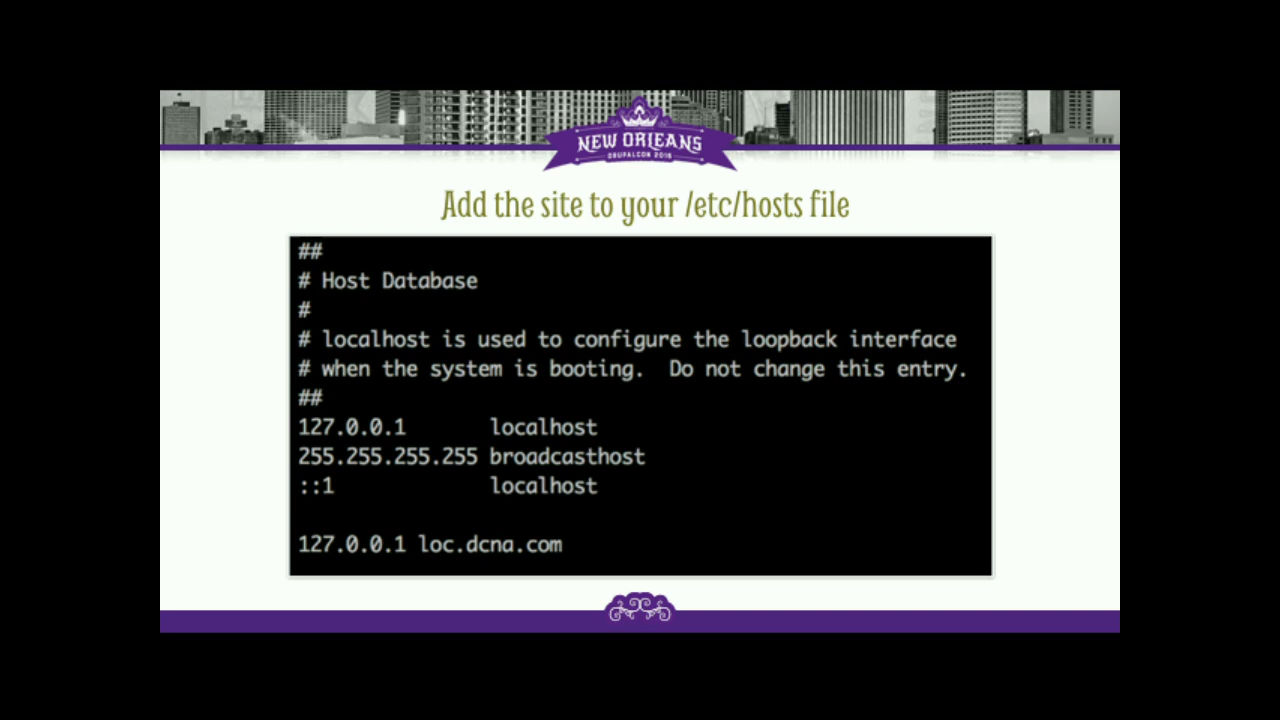 NEW ORLEANS
DRUPALCON 2016
Add the site to your /etc/hosts file
##
# Host Database
#
# localhost is used to configure the loopback interface
# when the system is booting.  Do not change this entry.
##
127.0.0.1       localhost
255.255.255.255 broadcasthost
::1             localhost
127.0.0.1 loc.dcna.com